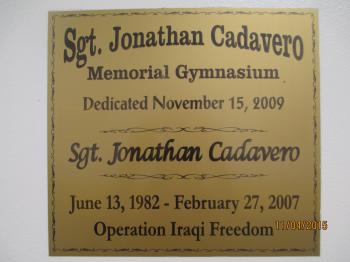 Sgt. Jonathan Cadavero
Memorial Gymnasium
Dedicated November 15, 2009
Sgt. Jonathan Cadavero
June 13, 1982 - February 27, 2007
Operation Iraqi Freedom
11/04/2015